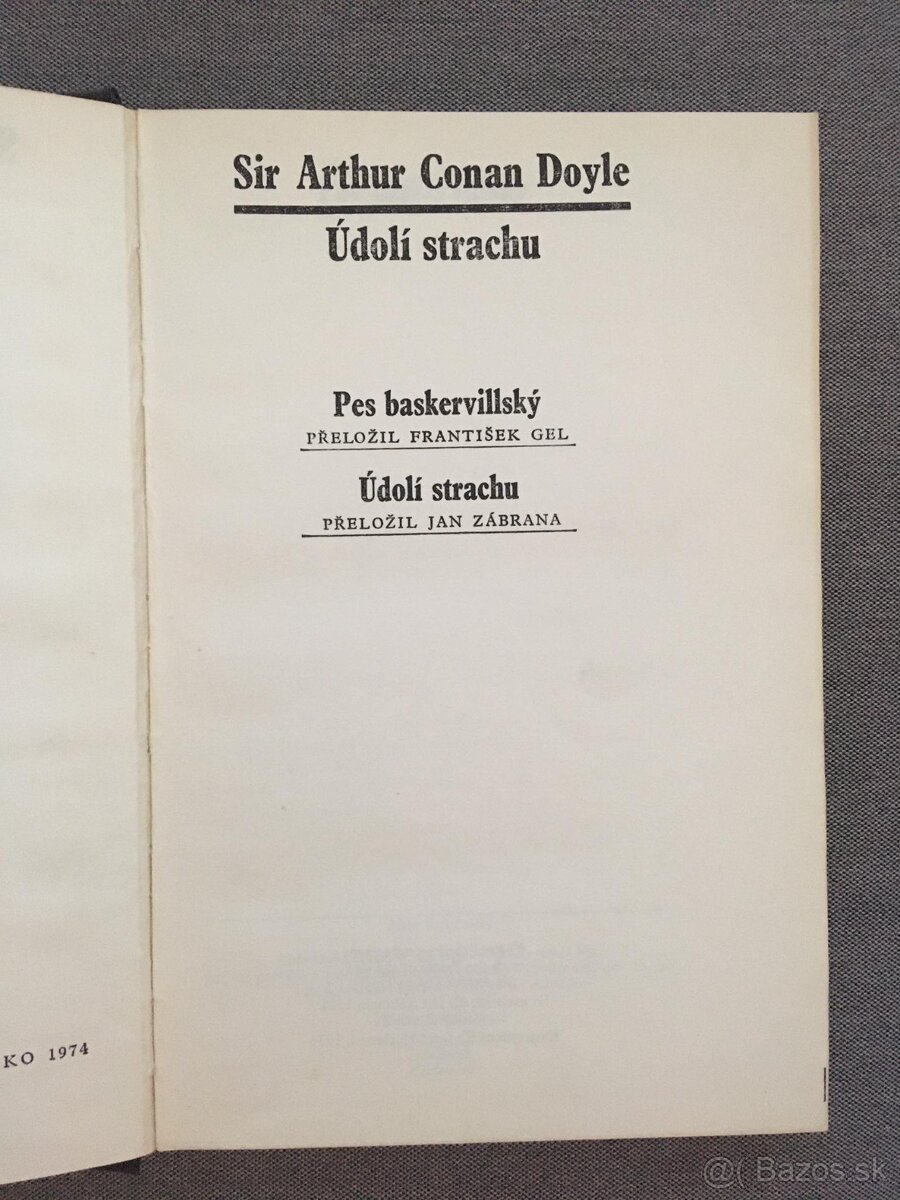 Sir Arthur Conan Doyle
Údolí strachu
Pes baskervillský
PŘELOŽIL FRANTIŠEK GEL
Údolí strachu
PŘELOŽIL JAN ZÁBRANA
KO 1974
@( Bazos.sk